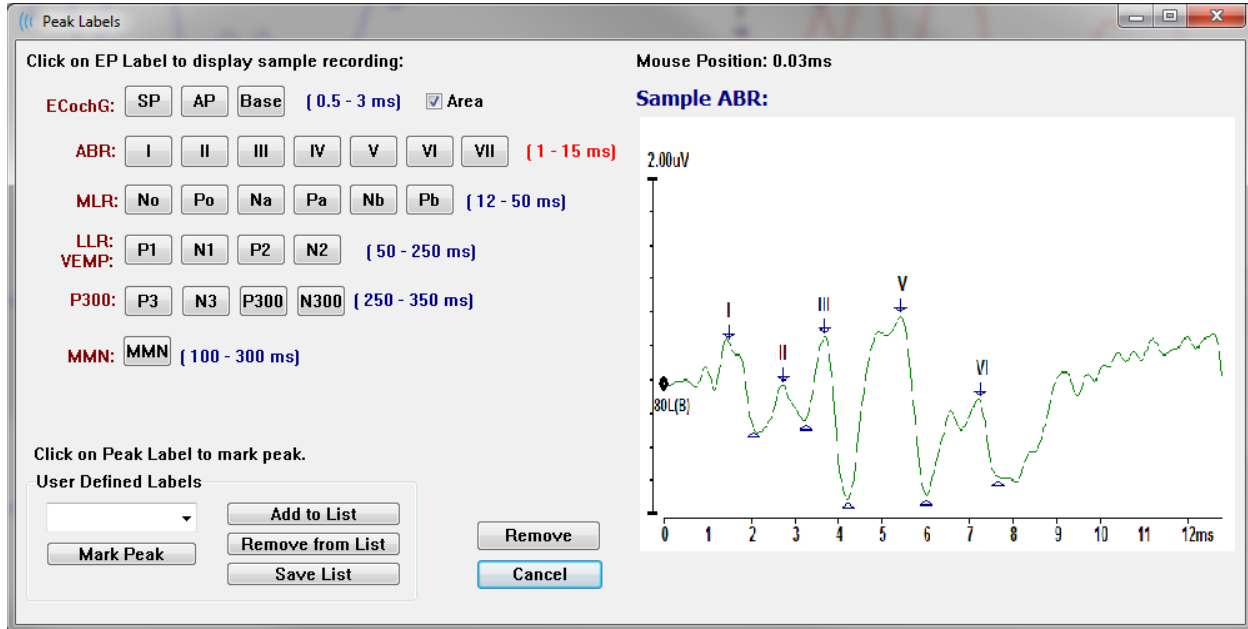 Peak Labels
Click on EP Label to display sample recording:
ECochG: SP AP Base (0.5 - 3 ms) Area
ABR: I II III IV V VI VII (1 - 15 ms)
MLR: No Po Na Pa Nb Pb (12 - 50 ms)
LLR:
VEMP: P1 N1 P2 N2 (50 - 250 ms)
P300: P3 N3 P300 N300 (250 - 350 ms)
MMN: MMN (100 - 300 ms)
Click on Peak Label to mark peak.
User Defined Labels
Add to List
Mark Peak
Remove from List
Save List
Remove
Cancel
Mouse Position: 0.03ms
Sample ABR:
2.00uV
I II III V VI
80L(B)
0 1 2 3 4 5 6 7 8 9 10 11 12ms